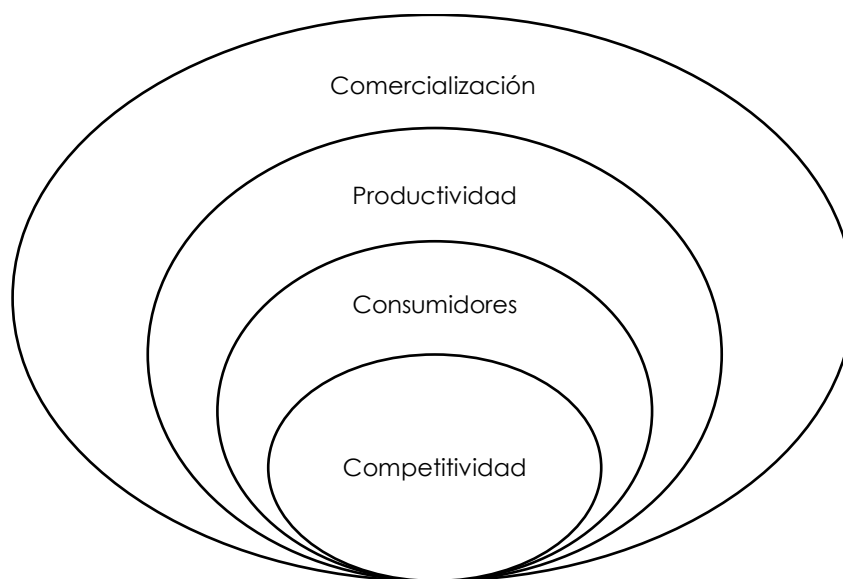 Comercialización
Productividad
Consumidores
Competitividad